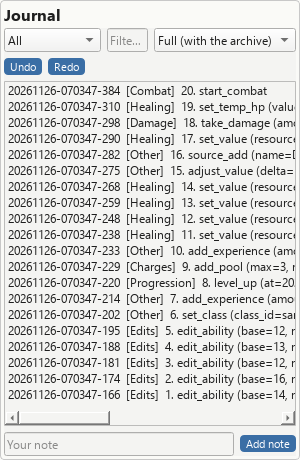 Journal
All Filte... Full (with the archive)
Undo Redo
20261126-070347-384 [Combat] 20. start_combat
20261126-070347-310 [Healing] 19. set_temp_hp (valu
20261126-070347-298 [Damage] 18. take_damage (amo
20261126-070347-290 [Healing] 17. set_value (resource
20261126-070347-282 [Other] 16. source_add (name=D
20261126-070347-275 [Other] 15. adjust_value (delta=
20261126-070347-268 [Healing] 14. set_value (resource
20261126-070347-259 [Healing] 13. set_value (resource
20261126-070347-248 [Healing] 12. set_value (resource
20261126-070347-238 [Healing] 11. set_value (resource
20261126-070347-233 [Other] 10. add_experience (amo
20261126-070347-229 [Charges] 9. add_pool (max=3, r
20261126-070347-220 [Progression] 8. level_up (at=20
20261126-070347-214 [Other] 7. add_experience (amou
20261126-070347-202 [Other] 6. set_class (class_id=sa
20261126-070347-195 [Edits] 5. edit_ability (base=12, n
20261126-070347-188 [Edits] 4. edit_ability (base=13, n
20261126-070347-181 [Edits] 3. edit_ability (base=12, n
20261126-070347-174 [Edits] 2. edit_ability (base=16, n
20261126-070347-166 [Edits] 1. edit_ability (base=14, n
Your note Add note